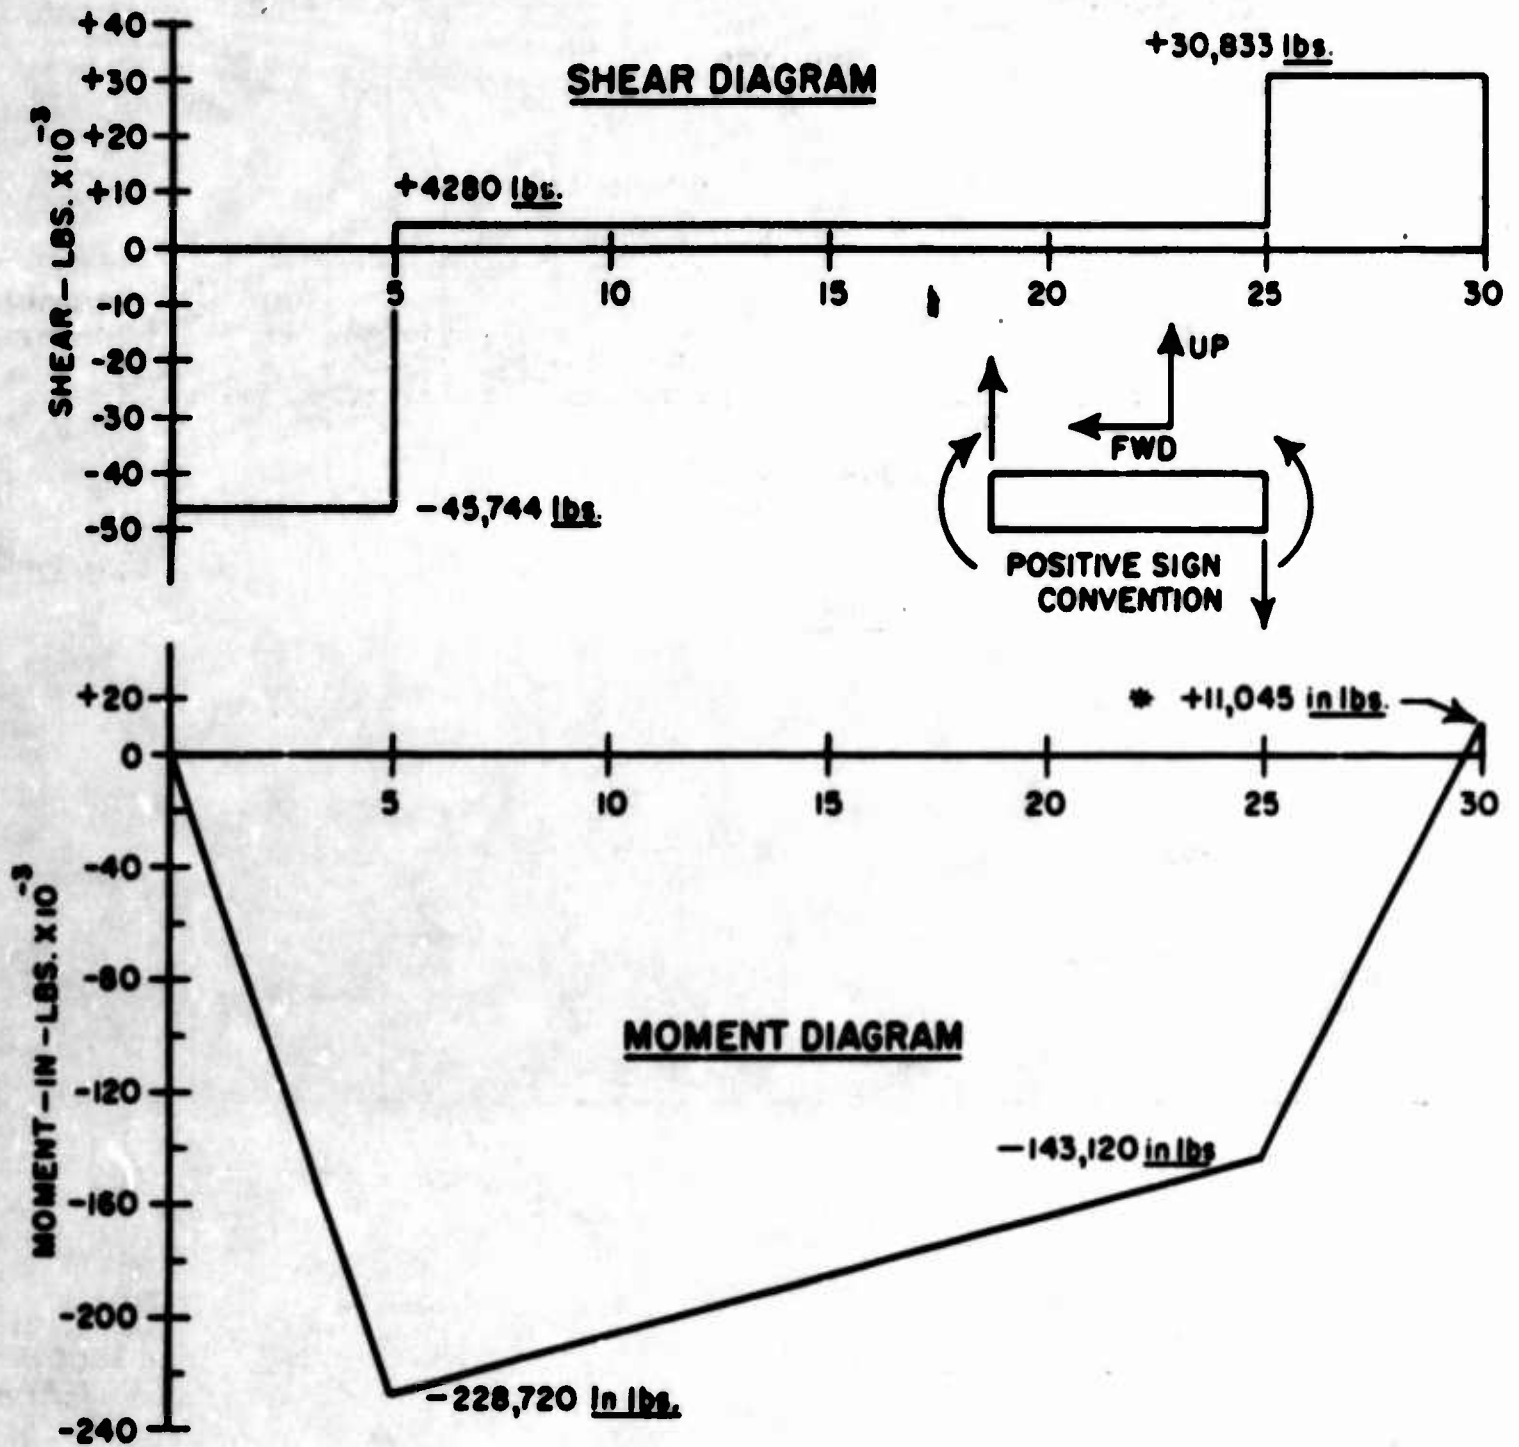 SHEAR DIAGRAM
+30,833 lbs.
+4280 lbs.
-45,744 lbs.
SHEAR-LBS. X10-3
+40
+30
+20
+10
0
-10
-20
-30
-40
-50
5 10 15 20 25 30
UP
FWD
POSITIVE SIGN
CONVENTION
* +11,045 in lbs.
MOMENT-IN-LBS. X10-3
+20
0
-40
-80
-120
-160
-200
-240
5 10 15 20 25 30
MOMENT DIAGRAM
-143,120 in lbs
-228,720 in lbs.